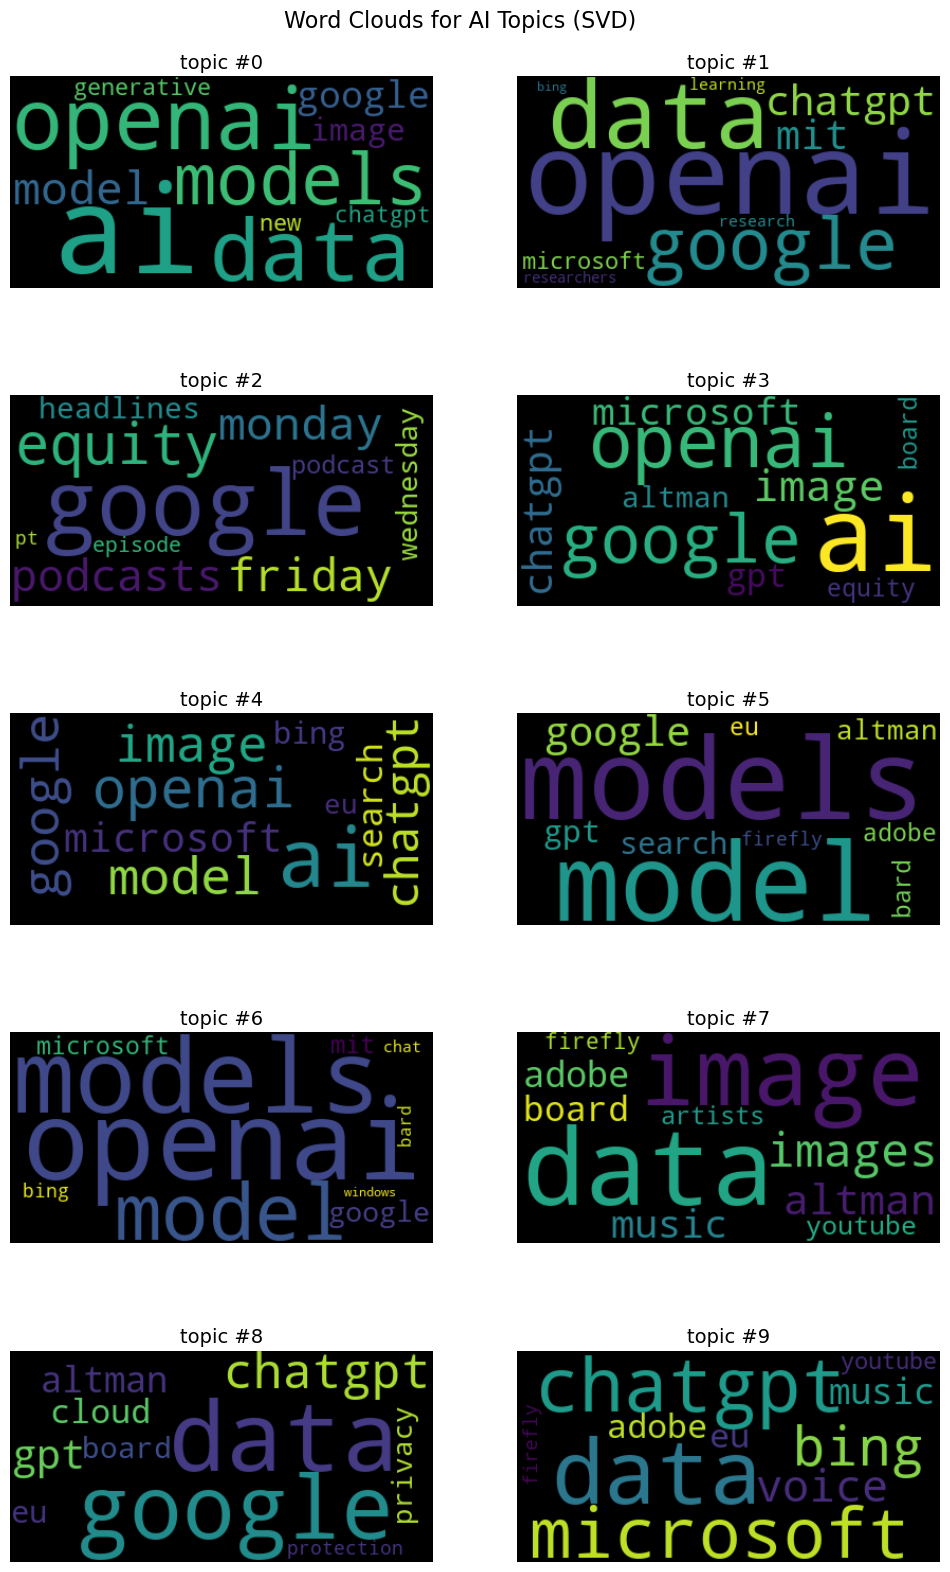 Word Clouds for AI Topics (SVD)
topic #0
generative
openai
google
image
model
models
ai
new
chatgpt
data
topic #1
bing
data
learning
chatgpt
mit
openai
research
google
microsoft
researchers
topic #2
headlines
equity
monday
podcast
google
wednesday
pt
episode
podcasts
friday
topic #3
microsoft
openai
board
chatgpt
altman
image
google
ai
gpt
equity
topic #4
google
image
bing
openai
search
chatgpt
eu
microsoft
model
ai
topic #5
google
eu
altman
models
gpt
search
firefly
adobe
model
bard
topic #6
microsoft
models
mit
chat
openai
bard
bing
model
windows
google
topic #7
firefly
adobe
image
board
artists
data
images
altman
music
youtube
topic #8
altman
chatgpt
cloud
data
gpt
board
privacy
eu
google
protection
topic #9
chatgpt
youtube
music
adobe
eu
bing
firefly
data
voice
microsoft